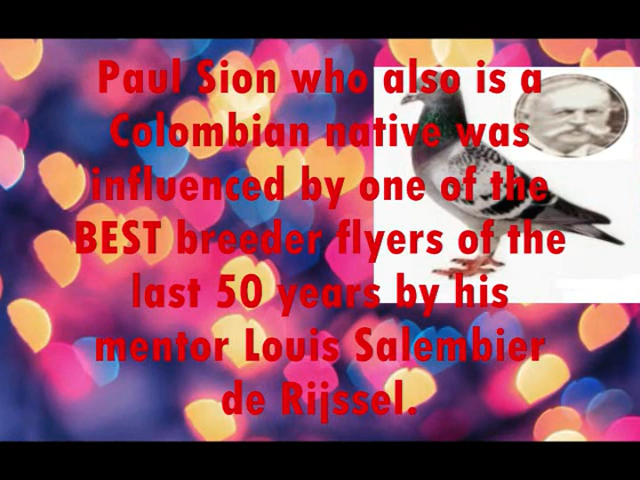 Paul Sion who also is a
Colombian native was
influenced by one of the
BEST breeder flyers of the
last 50 years by his
mentor Louis Salembier
de Rijssel.